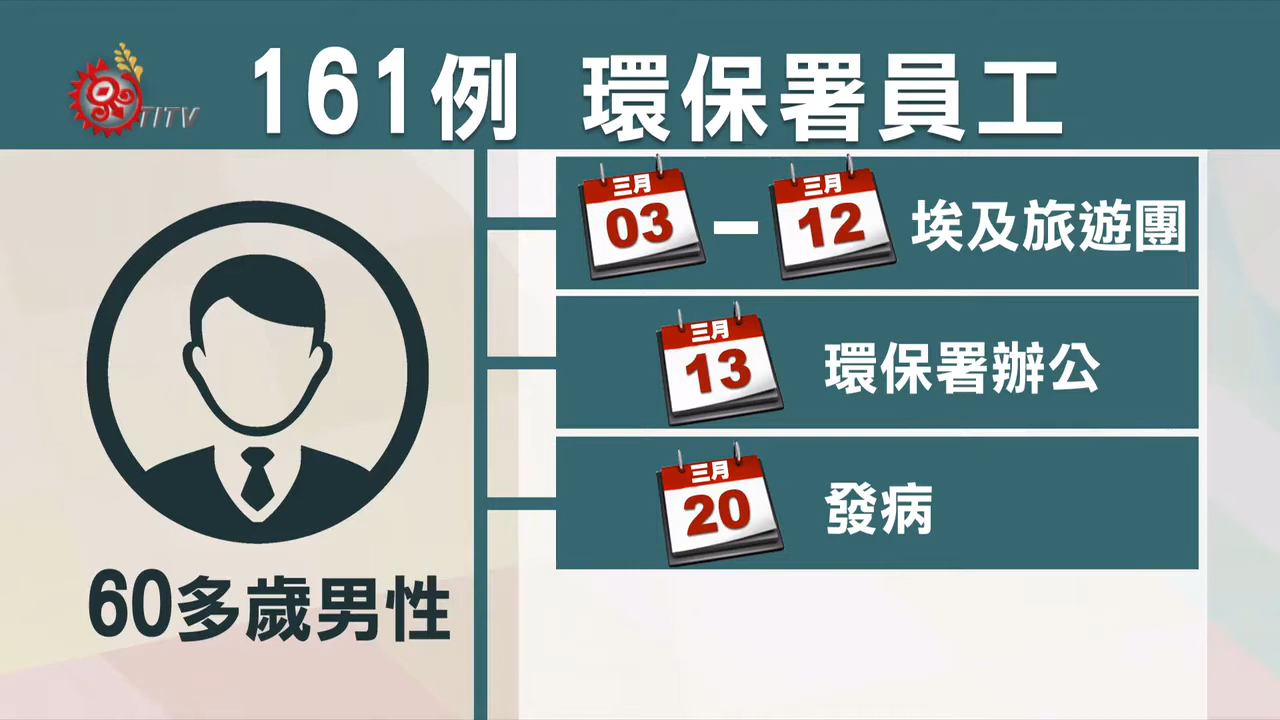 TITV
161例 環保署員工
三月 03 - 三月 12 埃及旅遊團
三月 13 環保署辦公
三月 20 發病
60多歲男性